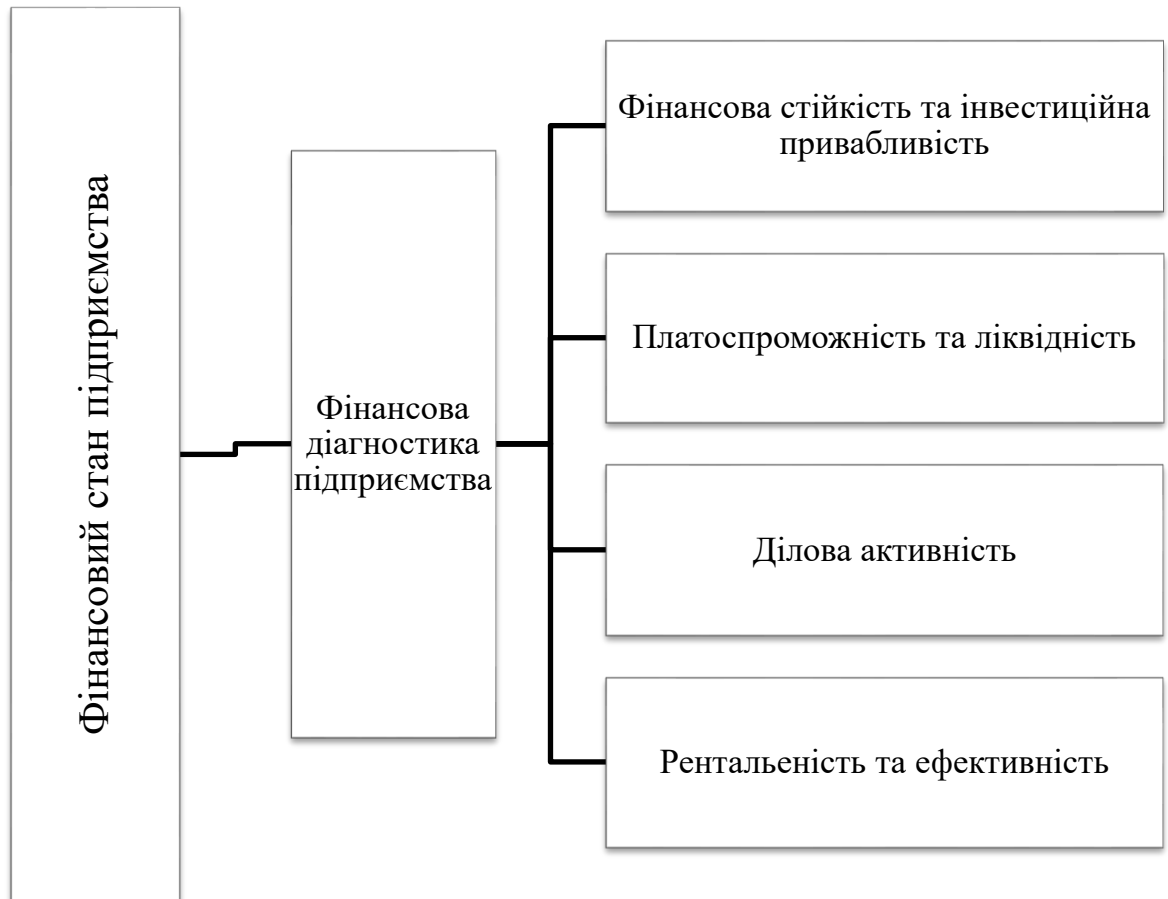 Фінансовий стан підприємства
Фінансова
діагностика
підприємства
Фінансова стійкість та інвестиційна
привабливість
Платоспроможність та ліквідність
Ділова активність
Рентальеність та ефективність